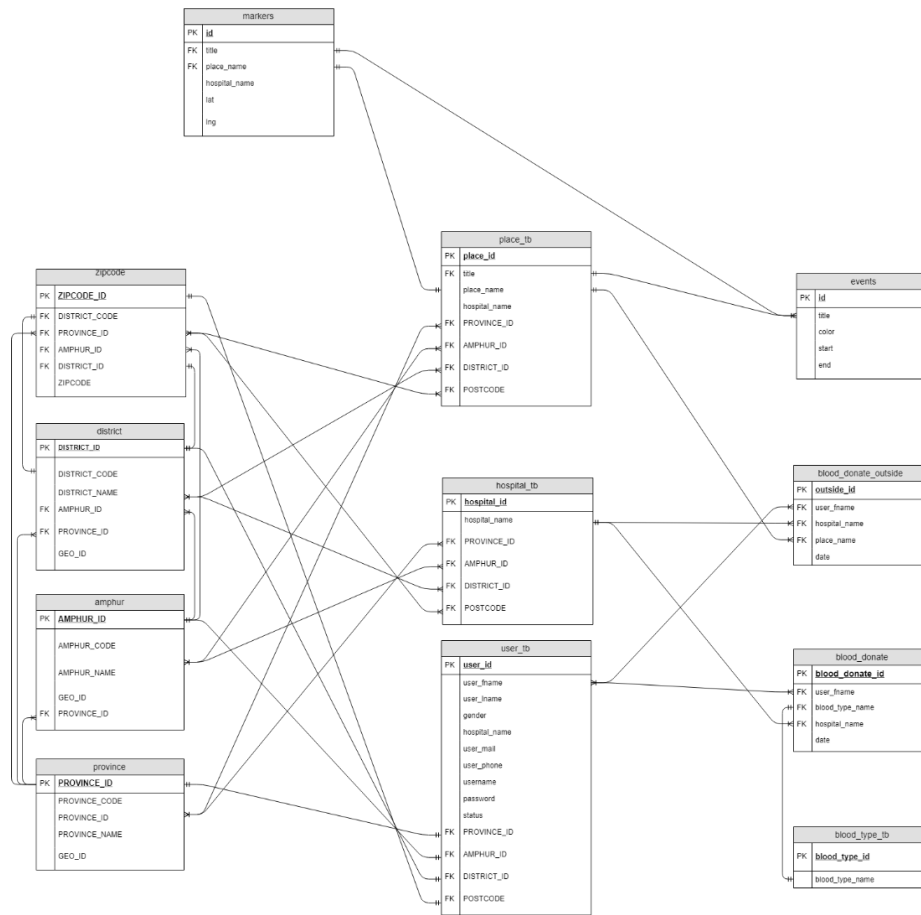 markers
PK id
FK title
FK place_name
hospital_name
lat
lng
place_tb
PK place_id
FK title
place_name
hospital_name
FK PROVINCE_ID
FK AMPHUR_ID
FK DISTRICT_ID
FK POSTCODE
zipcode
PK ZIPCODE_ID
FK DISTRICT_CODE
FK PROVINCE_ID
FK AMPHUR_ID
FK DISTRICT_ID
ZIPCODE
events
PK id
title
color
start
end
district
PK DISTRICT_ID
DISTRICT_CODE
DISTRICT_NAME
FK AMPHUR_ID
FK PROVINCE_ID
GEO_ID
hospital_tb
PK hospital_id
hospital_name
FK PROVINCE_ID
FK AMPHUR_ID
FK DISTRICT_ID
FK POSTCODE
blood_donate_outside
PK outside_id
FK user_fname
FK hospital_name
FK place_name
date
amphur
PK AMPHUR_ID
AMPHUR_CODE
AMPHUR_NAME
GEO_ID
FK PROVINCE_ID
user_tb
PK user_id
user_fname
user_lname
gender
hospital_name
user_mail
user_phone
username
password
status
FK PROVINCE_ID
FK AMPHUR_ID
FK DISTRICT_ID
FK POSTCODE
blood_donate
PK blood_donate_id
FK user_fname
FK blood_type_name
FK hospital_name
date
province
PK PROVINCE_ID
PROVINCE_CODE
PROVINCE_ID
PROVINCE_NAME
GEO_ID
blood_type_tb
PK blood_type_id
blood_type_name